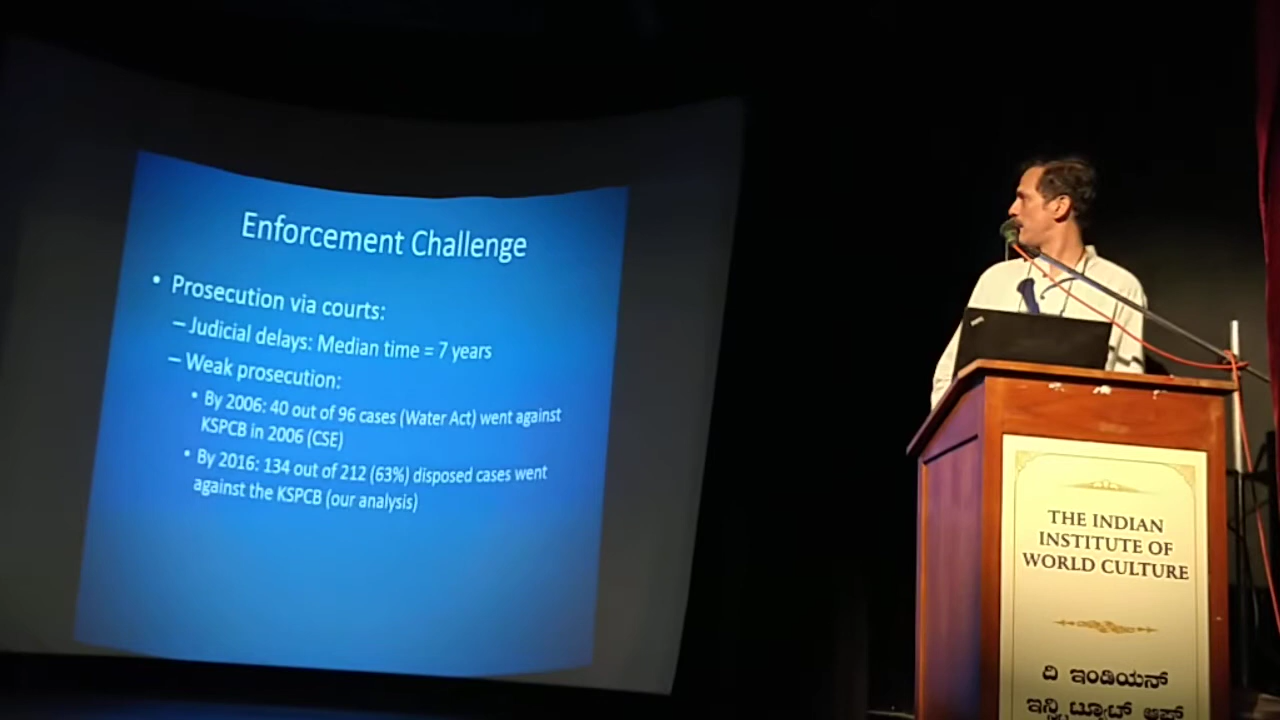 Enforcement Challenge
• Prosecution via courts:
– Judicial delays: Median time = 7 years
– Weak prosecution:
• By 2006: 40 out of 96 cases (Water Act) went against
KSPCB in 2006 (CSE)
• By 2016: 134 out of 212 (63%) disposed cases went
against the KSPCB (our analysis)
THE INDIAN
INSTITUTE OF
WORLD CULTURE
ದಿ ಇಂಡಿಯನ್
ಇನ್ಸ್ಟಿಟ್ಯೂಟ್ ಆಫ್